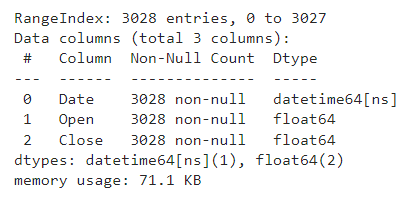 RangeIndex: 3028 entries, 0 to 3027
Data columns (total 3 columns):
 #   Column  Non-Null Count  Dtype
---  ------  --------------  -----
 0   Date    3028 non-null   datetime64[ns]
 1   Open    3028 non-null   float64
 2   Close   3028 non-null   float64
dtypes: datetime64[ns](1), float64(2)
memory usage: 71.1 KB